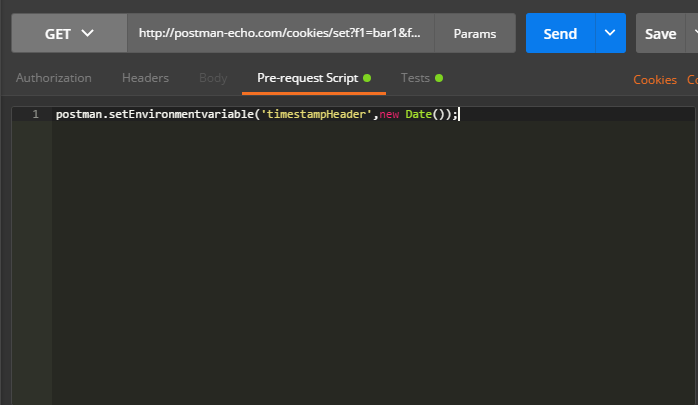 GET http://postman-echo.com/cookies/set?f1=bar1&f... Params Send Save
Authorization Headers Body Pre-request Script Tests Cookies Co
1 postman.setEnvironmentvariable('timestampHeader',new Date());